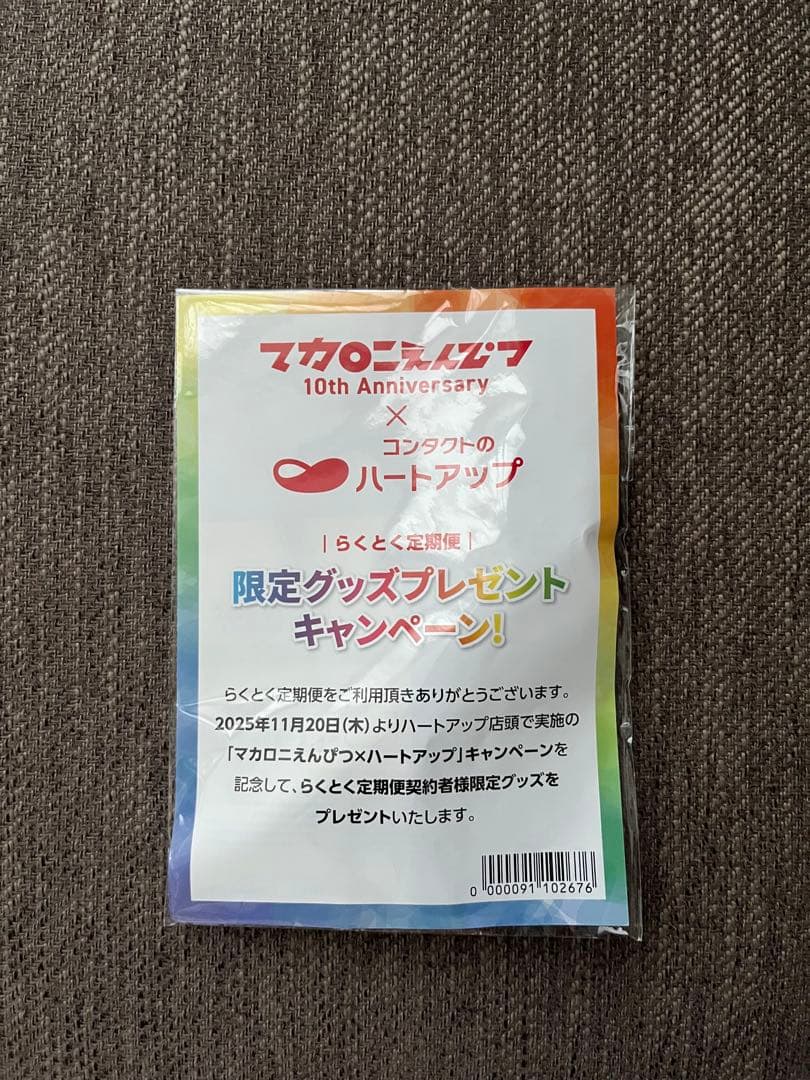 マカロニえんぴつ
10th Anniversary
×
コンタクトの
ハートアップ
|らくとく定期便|
限定グッズプレゼント
キャンペーン!
らくとく定期便をご利用頂きありがとうございます。
2025年11月20日(木)よりハートアップ店頭で実施の
「マカロニえんぴつ×ハートアップ」キャンペーンを
記念して、らくとく定期便契約者様限定グッズを
プレゼントいたします。
0 000091 102676